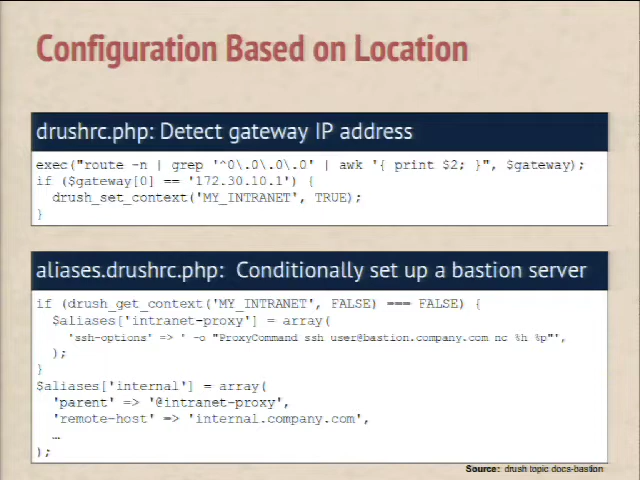 Configuration Based on Location
drushrc.php: Detect gateway IP address
exec("route -n | grep '^0\.0\.0\.0' | awk '{ print $2; }", $gateway);
if ($gateway[0] == '172.30.10.1') {
drush_set_context('MY_INTRANET', TRUE);
}
aliases.drushrc.php: Conditionally set up a bastion server
if (drush_get_context('MY_INTRANET', FALSE) === FALSE) {
$aliases['intranet-proxy'] = array(
'ssh-options' => ' -o "ProxyCommand ssh user@bastion.company.com nc %h %p"',
);
}
$aliases['internal'] = array(
'parent' => '@intranet-proxy',
'remote-host' => 'internal.company.com',
…
);
Source: drush topic docs-bastion